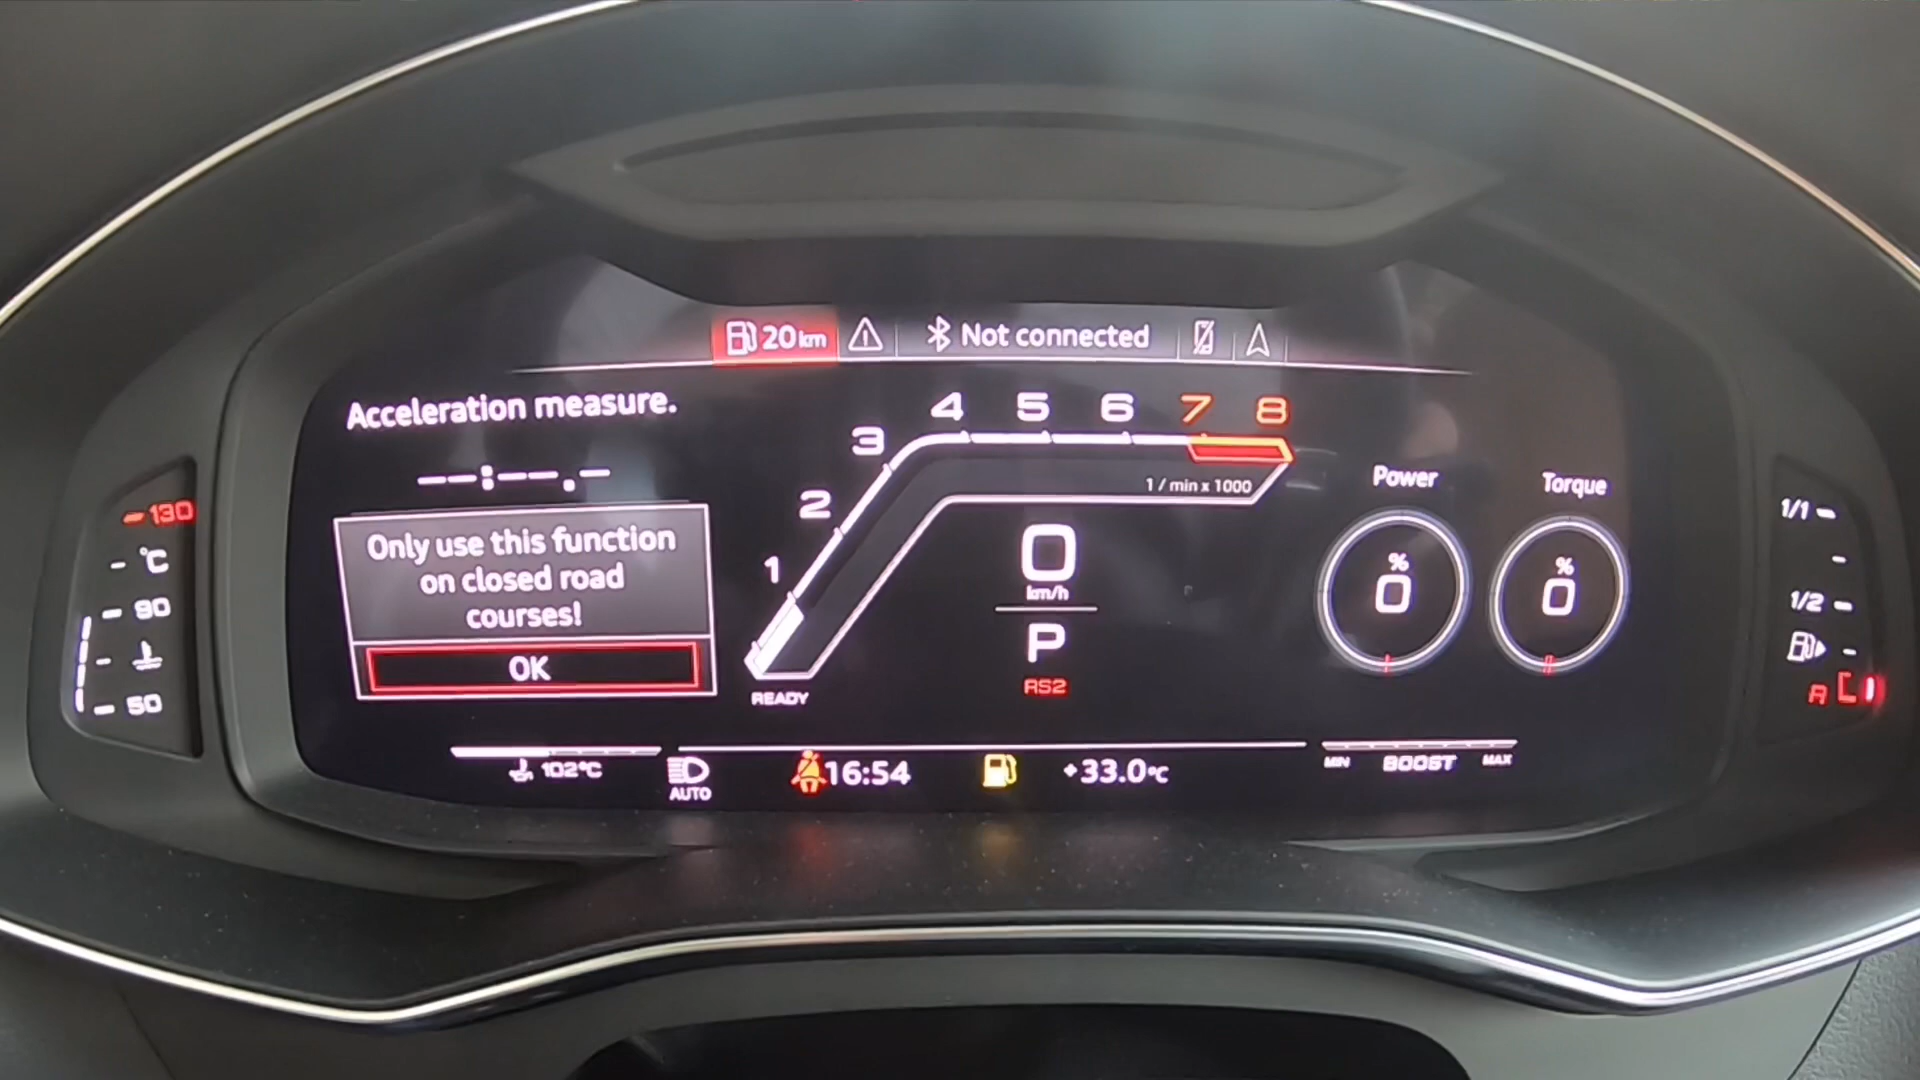 20 km
Not connected
Acceleration measure.
--:--.-
Only use this function
on closed road
courses!
OK
1
2
3
4
5
6
7
8
1 / min x 1000
READY
0
km/h
P
RS2
Power
%
0
Torque
%
0
130
°C
90
50
1/1
1/2
R
102°C
AUTO
16:54
+33.0°C
MIN
BOOST
MAX